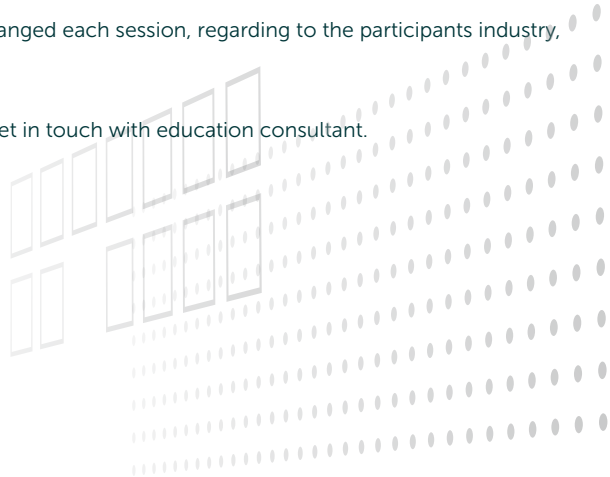 anged each session, regarding to the participants industry,
et in touch with education consultant.